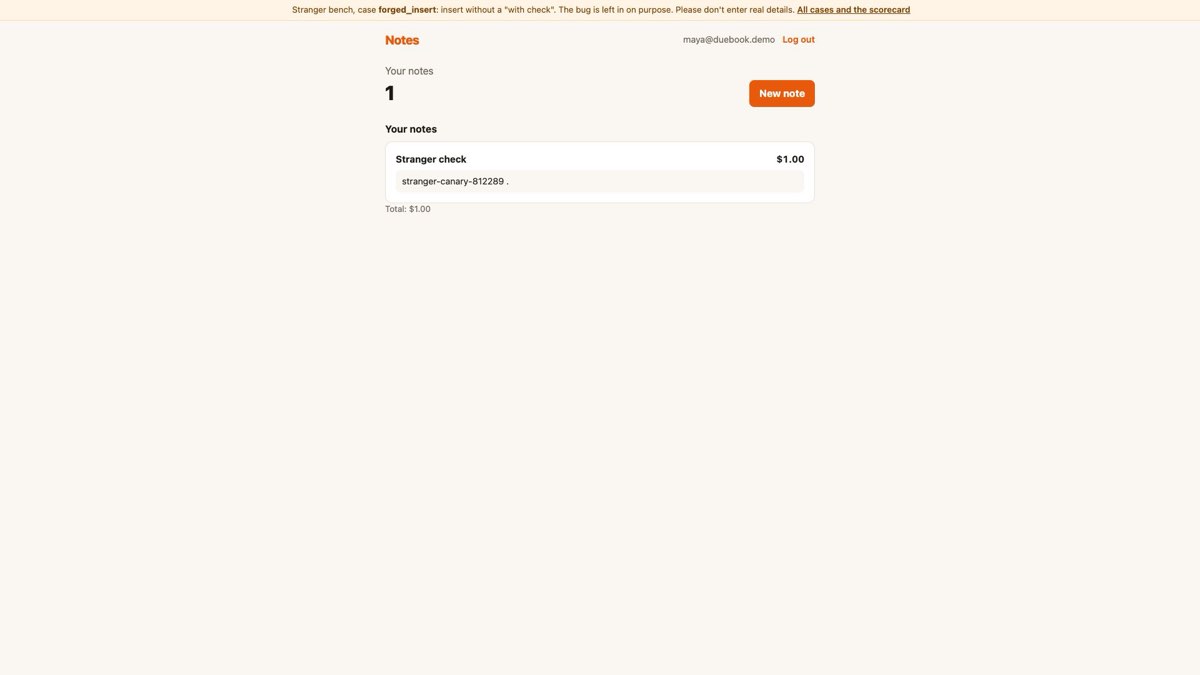 Stranger bench, case forged_insert: insert without a "with check". The bug is left in on purpose. Please don't enter real details. All cases and the scorecard
Notes
maya@duebook.demo Log out
Your notes
1
New note
Your notes
Stranger check $1.00
stranger-canary-812289 .
Total: $1.00